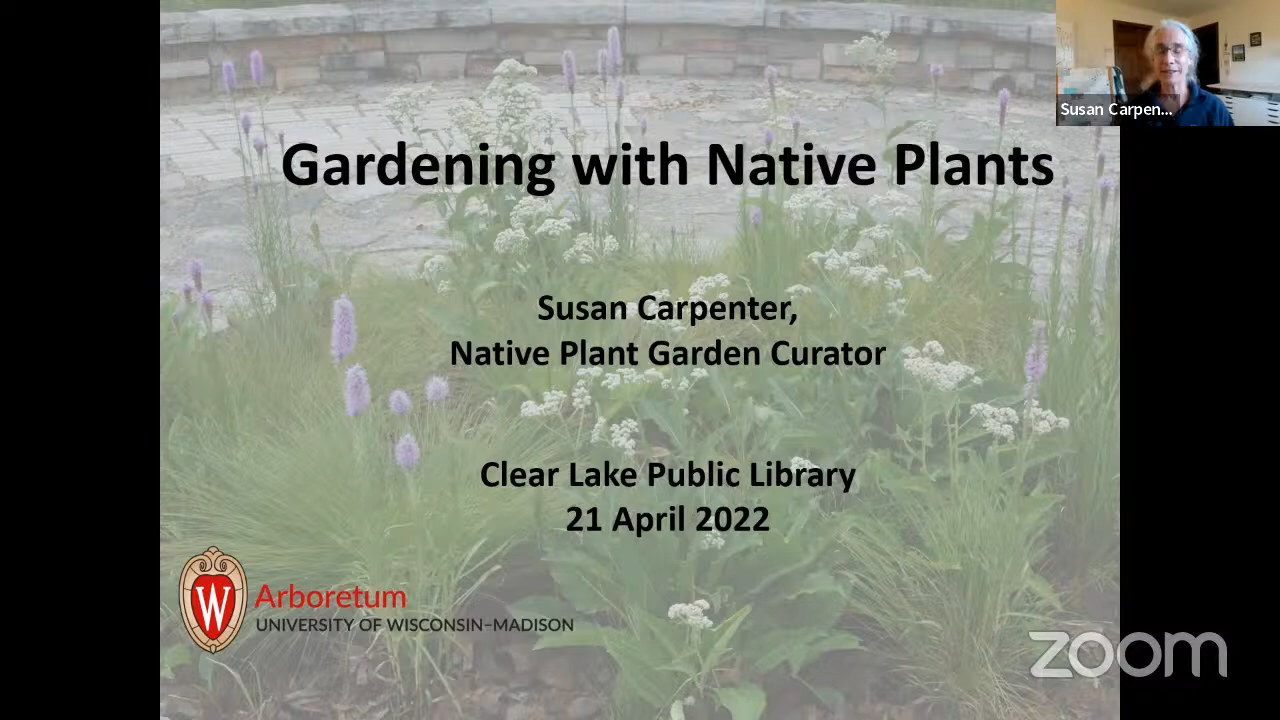 Susan Carpen...
Gardening with Native Plants
Susan Carpenter,
Native Plant Garden Curator
Clear Lake Public Library
21 April 2022
W
Arboretum
UNIVERSITY OF WISCONSIN–MADISON
zoom